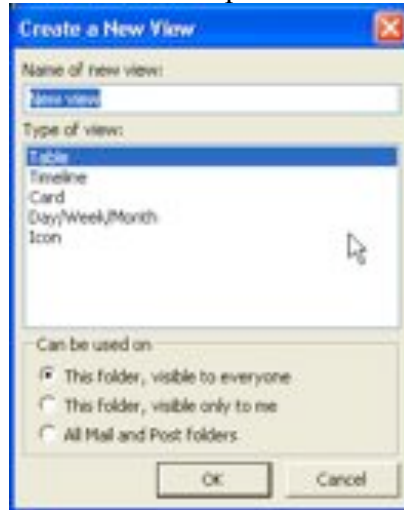 Create a New View
Name of new view:
New view
Type of view:
Table
Timeline
Card
Day/Week/Month
Icon
Can be used on
This folder, visible to everyone
This folder, visible only to me
All Mail and Post folders
OK
Cancel